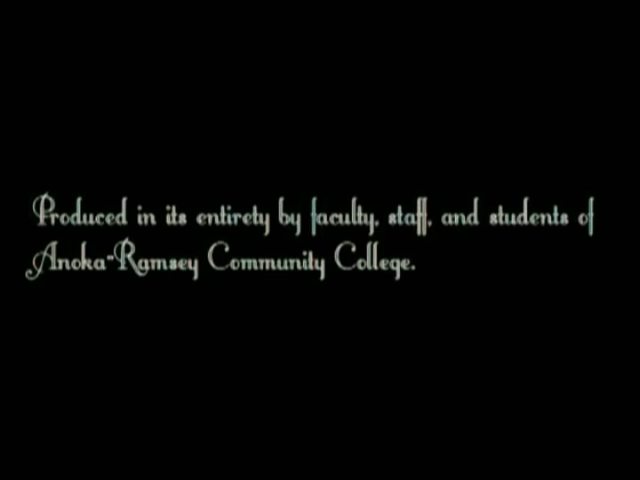 Produced in its entirety by faculty, staff, and students of
Anoka-Ramsey Community College.